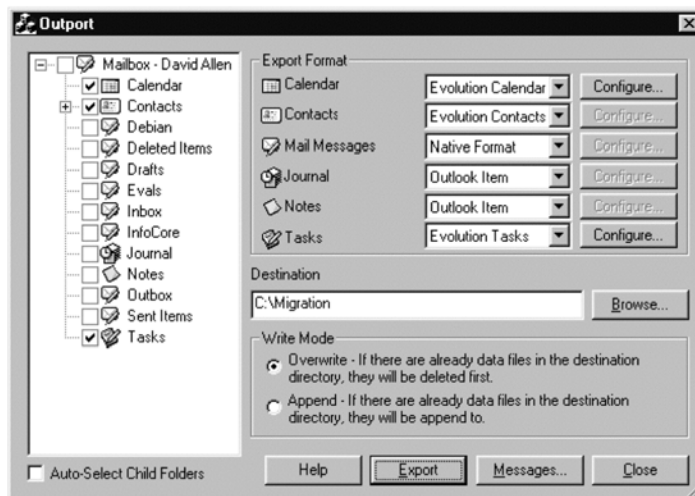 Outport
Mailbox - David Allen
Calendar
Contacts
Debian
Deleted Items
Drafts
Evals
Inbox
InfoCore
Journal
Notes
Outbox
Sent Items
Tasks
Auto-Select Child Folders
Export Format
Calendar Evolution Calendar Configure...
Contacts Evolution Contacts Configure...
Mail Messages Native Format Configure...
Journal Outlook Item Configure...
Notes Outlook Item Configure...
Tasks Evolution Tasks Configure...
Destination
C:\Migration Browse...
Write Mode
Overwrite - If there are already data files in the destination
directory, they will be deleted first.
Append - If there are already data files in the destination
directory, they will be append to.
Help Export Messages... Close